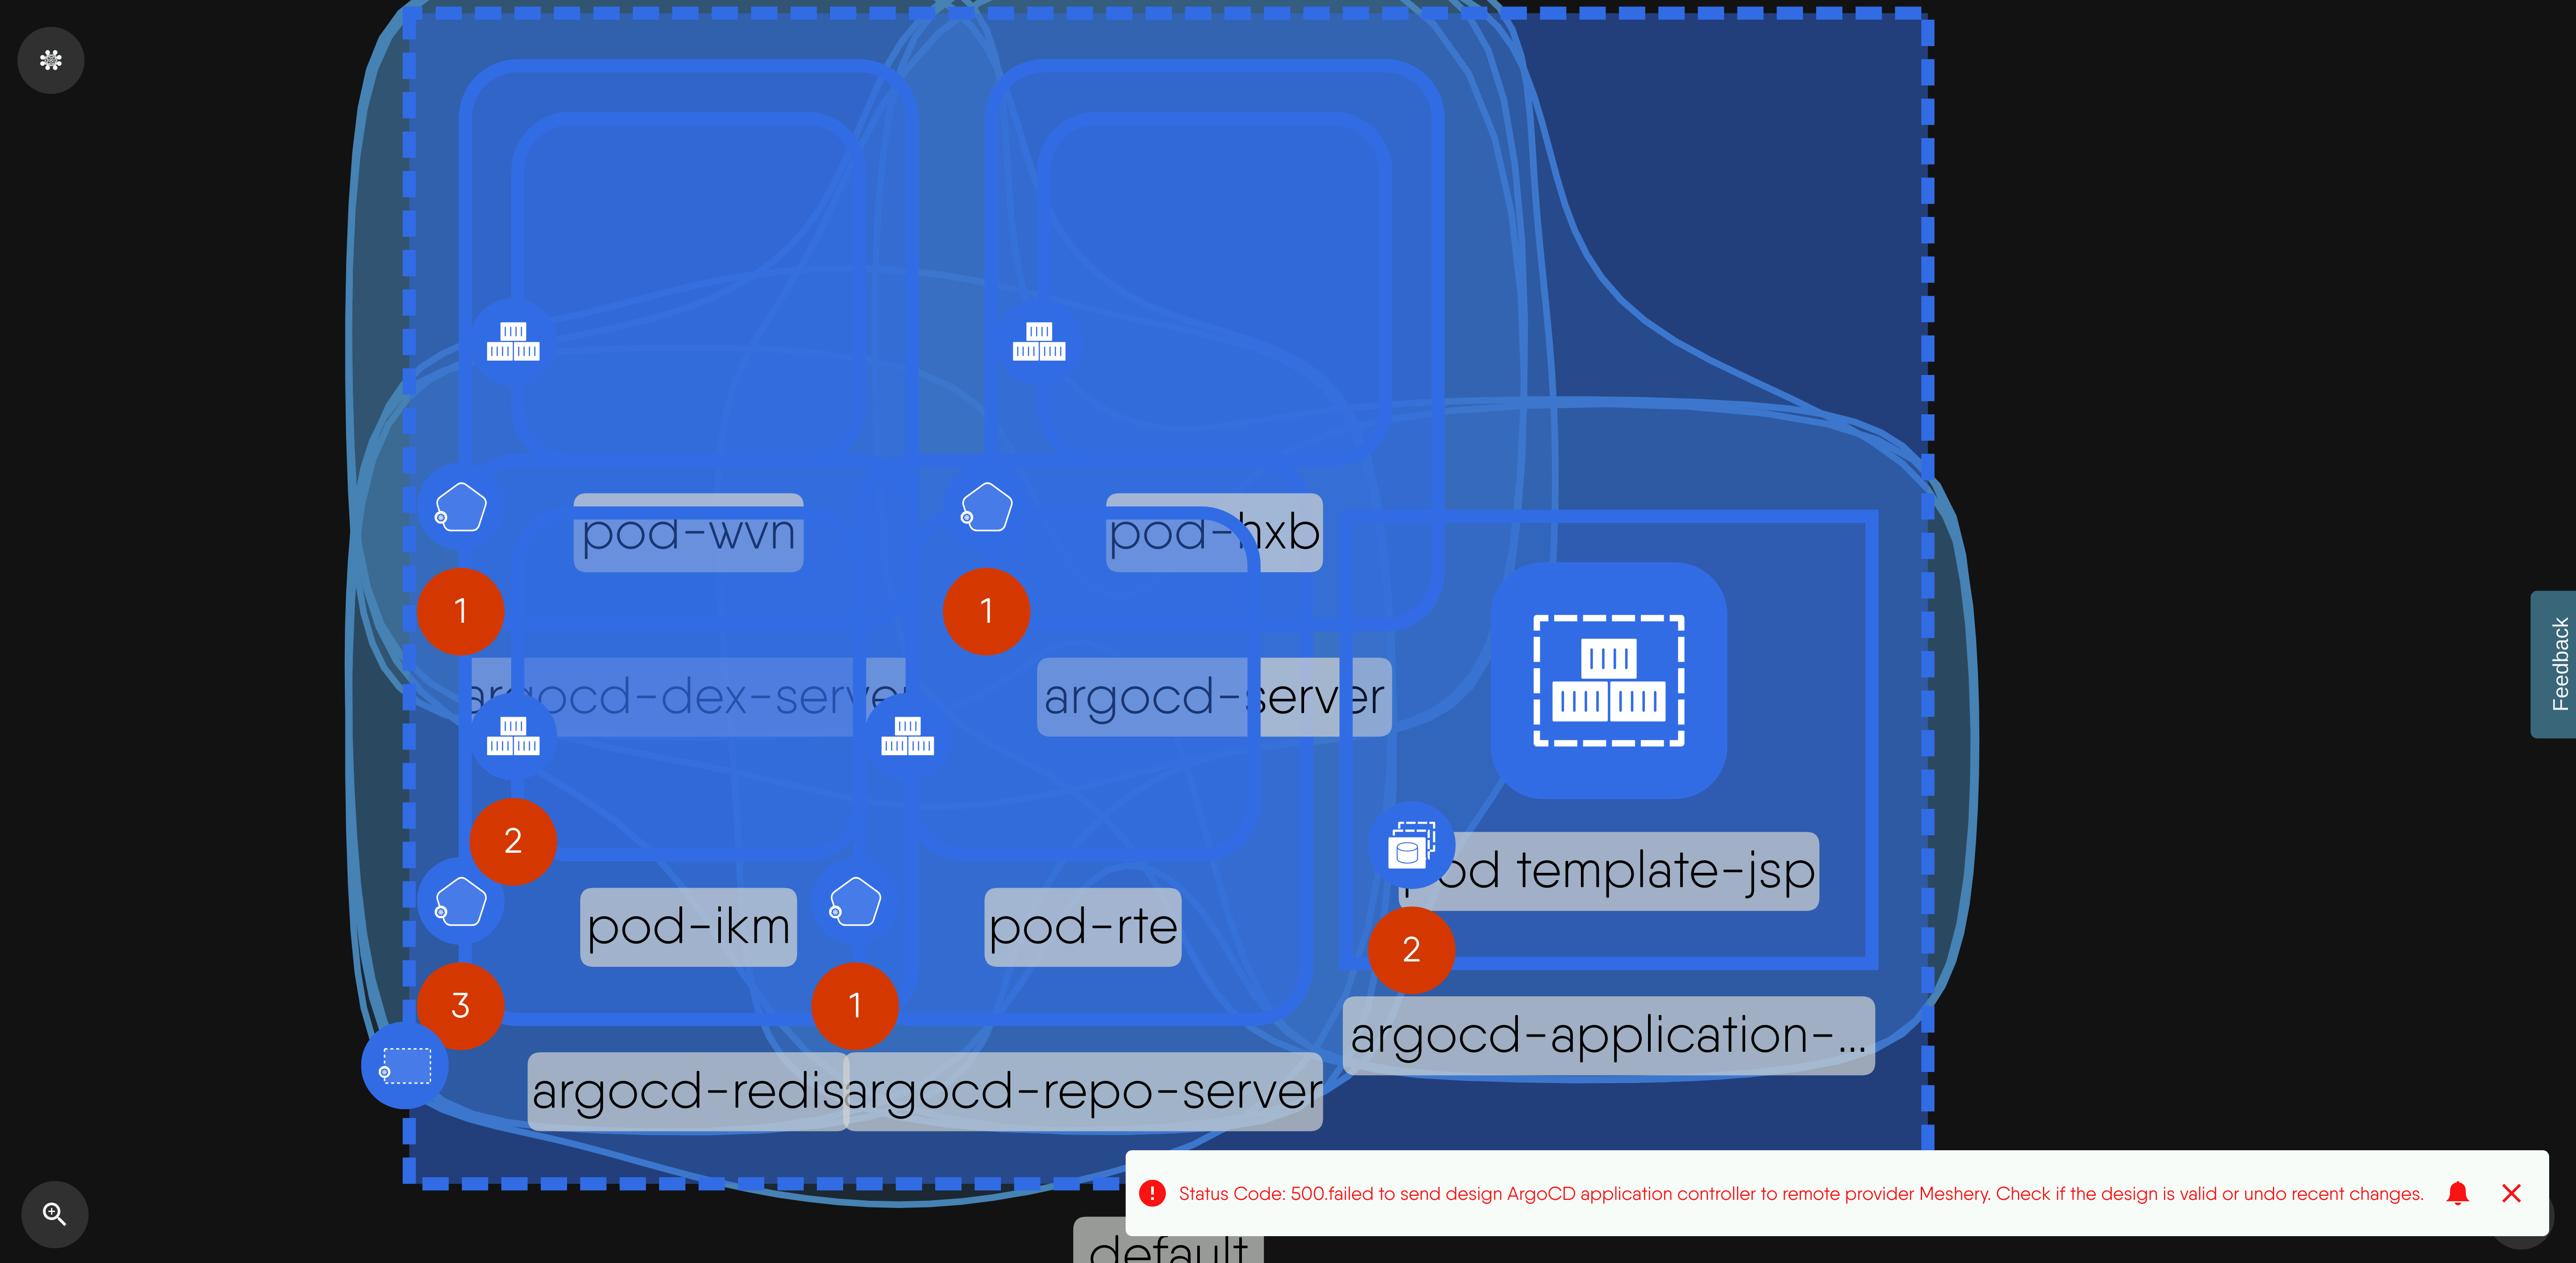 pod-wvn
pod-hxb
1
1
argocd-dex-server
argocd-server
2
pod template-jsp
pod-ikm
pod-rte
2
3
1
argocd-application-...
argocd-redis
argocd-repo-server
Status Code: 500.failed to send design ArgoCD application controller to remote provider Meshery. Check if the design is valid or undo recent changes.
default
Feedback